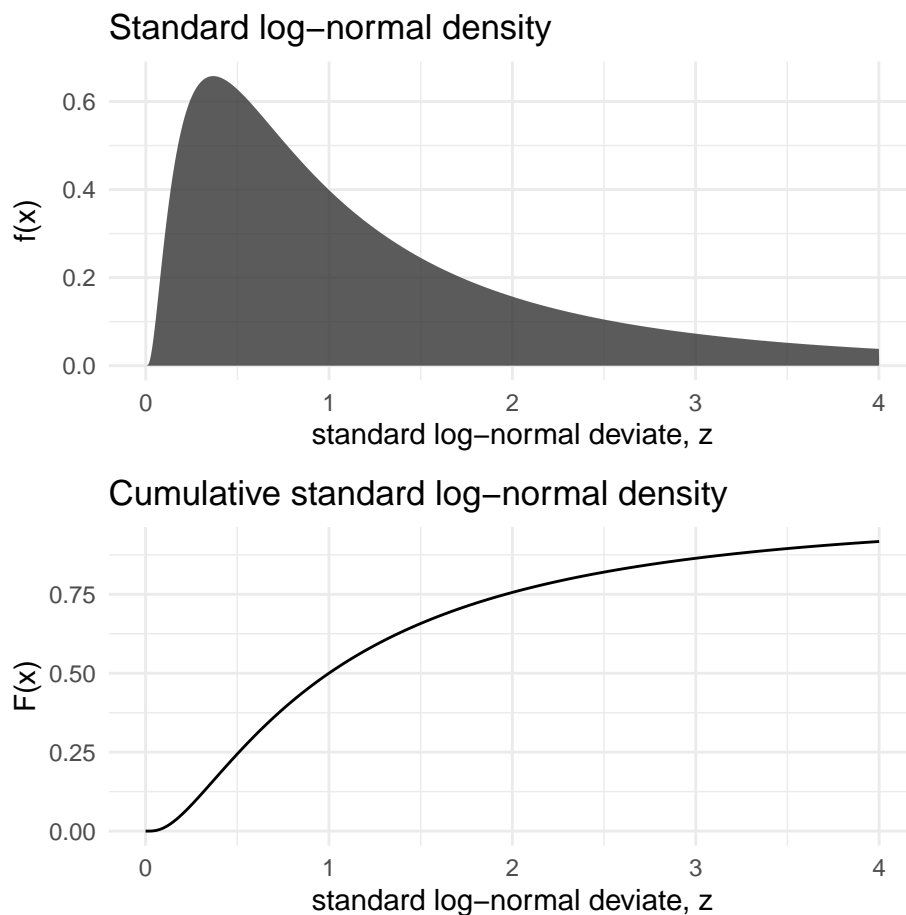 Standard log−normal density
f(x)
0.6
0.4
0.2
0.0
0 1 2 3 4
standard log−normal deviate, z
Cumulative standard log−normal density
F(x)
0.75
0.50
0.25
0.00
0 1 2 3 4
standard log−normal deviate, z